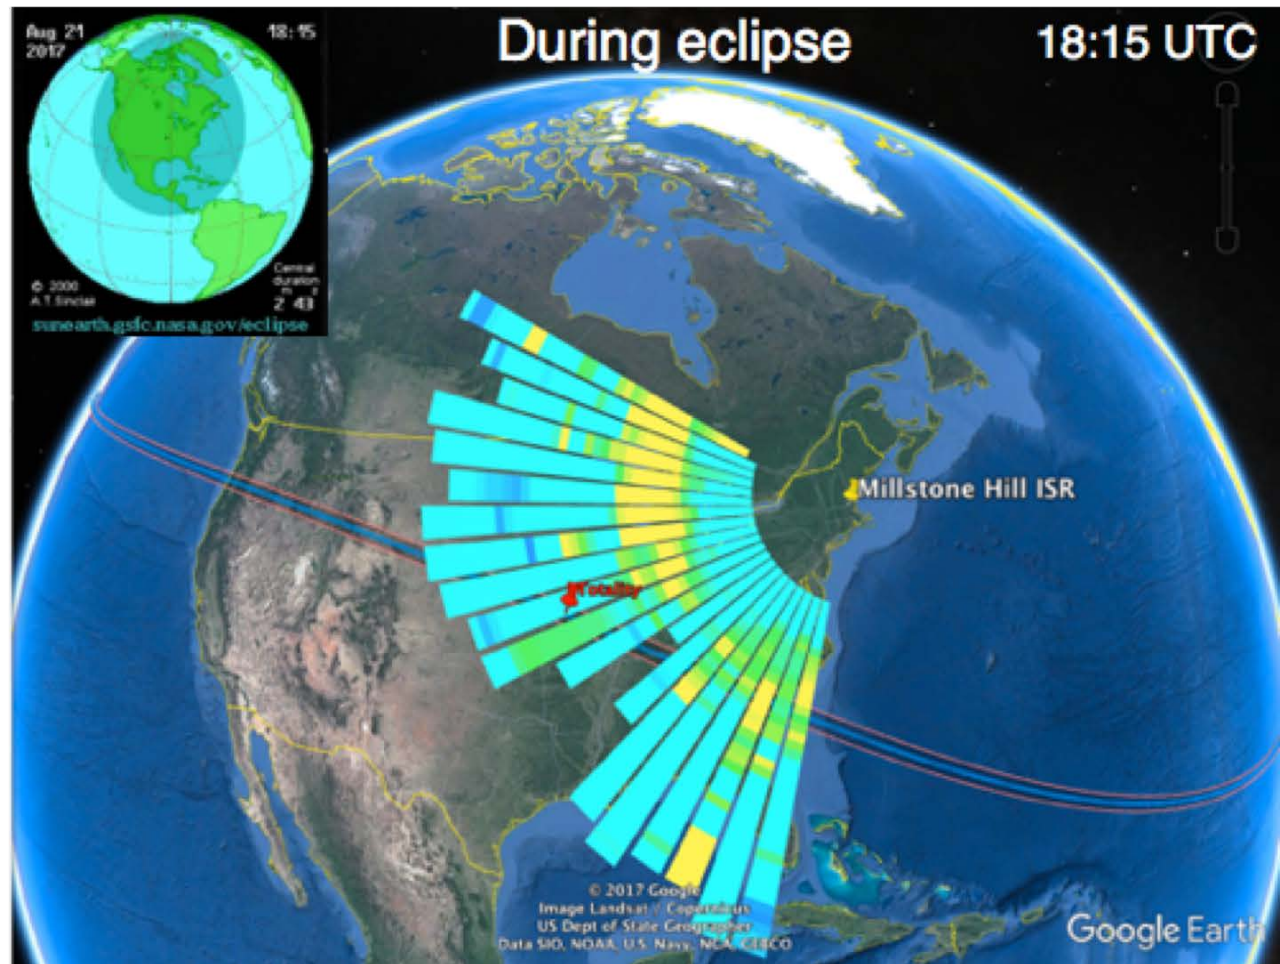 During eclipse
18:15 UTC
Aug 21
2017
18:15
© 2000
A.T.Sinclair
Central
duration
m s
2 43
sunearth.gsfc.nasa.gov/eclipse
Millstone Hill ISR
Totality
© 2017 Google
Image Landsat / Copernicus
US Dept of State Geographer
Data SIO, NOAA, U.S. Navy, NGA, GEBCO
Google Earth